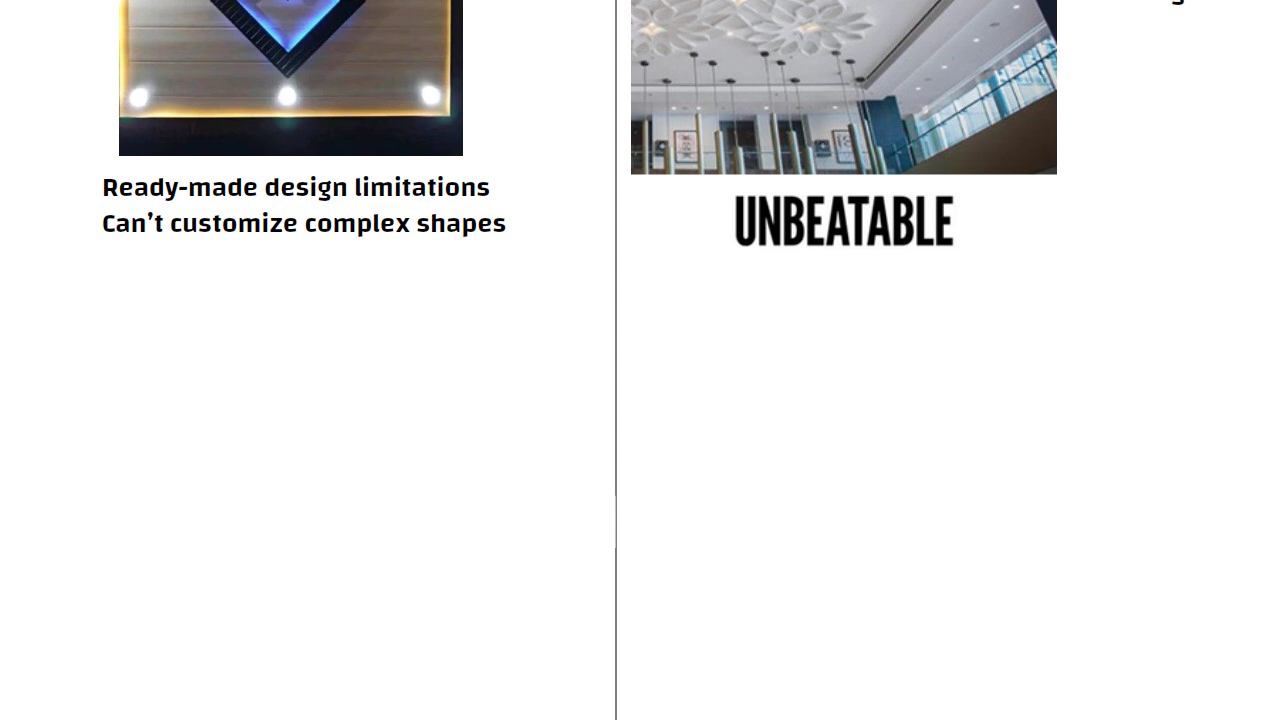 Ready-made design limitations
Can’t customize complex shapes
UNBEATABLE